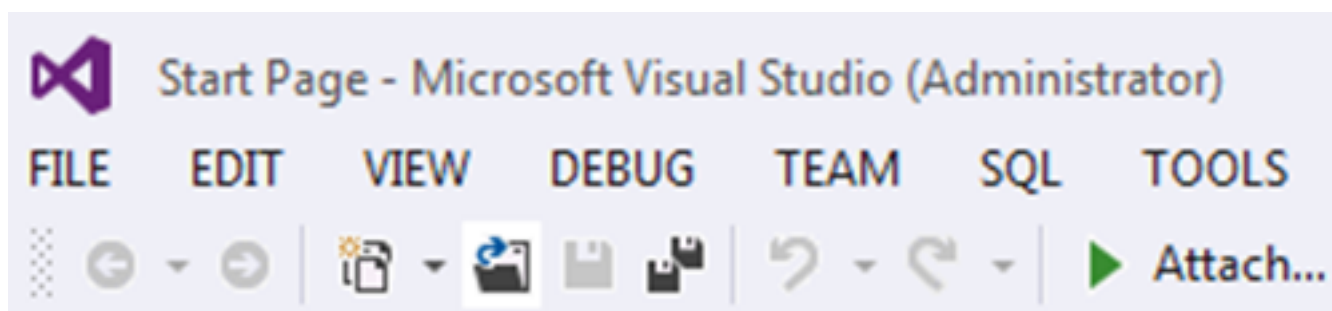 Start Page - Microsoft Visual Studio (Administrator)
FILE EDIT VIEW DEBUG TEAM SQL TOOLS
Attach...